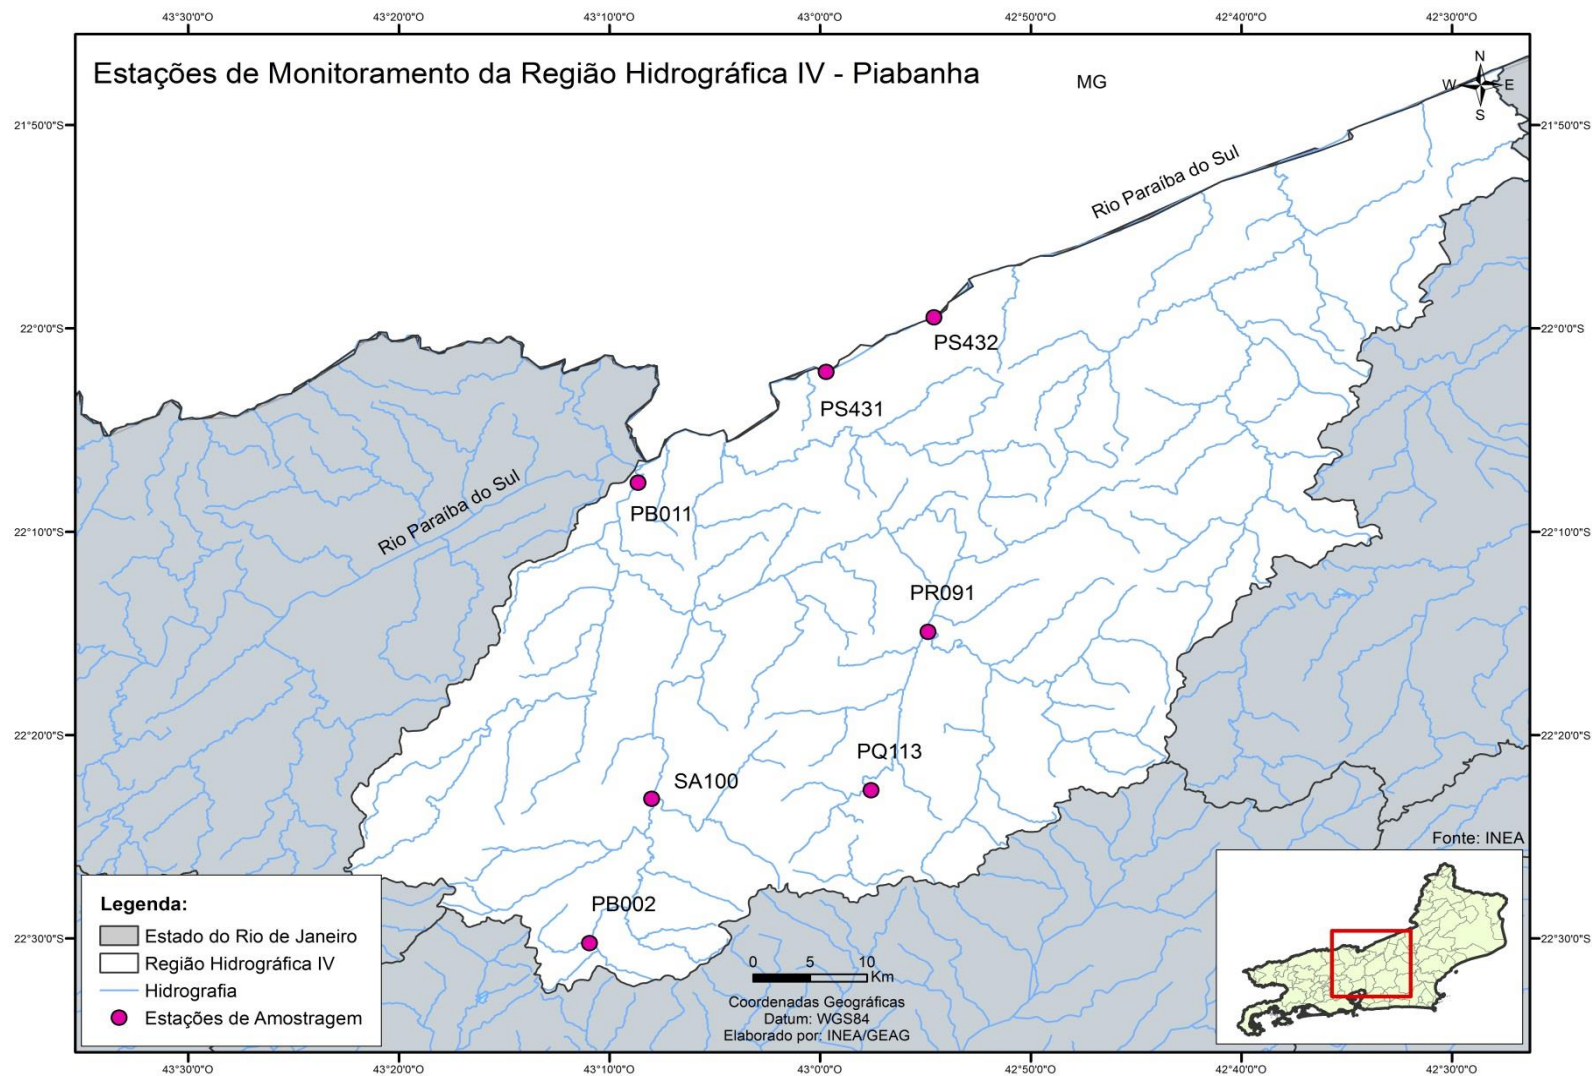 43°30'0"O 43°20'0"O 43°10'0"O 43°0'0"O 42°50'0"O 42°40'0"O 42°30'0"O
Estações de Monitoramento da Região Hidrográfica IV - Piabanha
MG
N
W E
S
21°50'0"S 21°50'0"S
Rio Paraíba do Sul
22°0'0"S 22°0'0"S
PS432
PS431
Rio Paraíba do Sul
PB011
22°10'0"S 22°10'0"S
PR091
22°20'0"S 22°20'0"S
PQ113
SA100
Fonte: INEA
PB002
22°30'0"S 22°30'0"S
Legenda:
Estado do Rio de Janeiro
Região Hidrográfica IV
Hidrografia
Estações de Amostragem
0 5 10
Km
Coordenadas Geográficas
Datum: WGS84
Elaborado por: INEA/GEAG
43°30'0"O 43°20'0"O 43°10'0"O 43°0'0"O 42°50'0"O 42°40'0"O 42°30'0"O